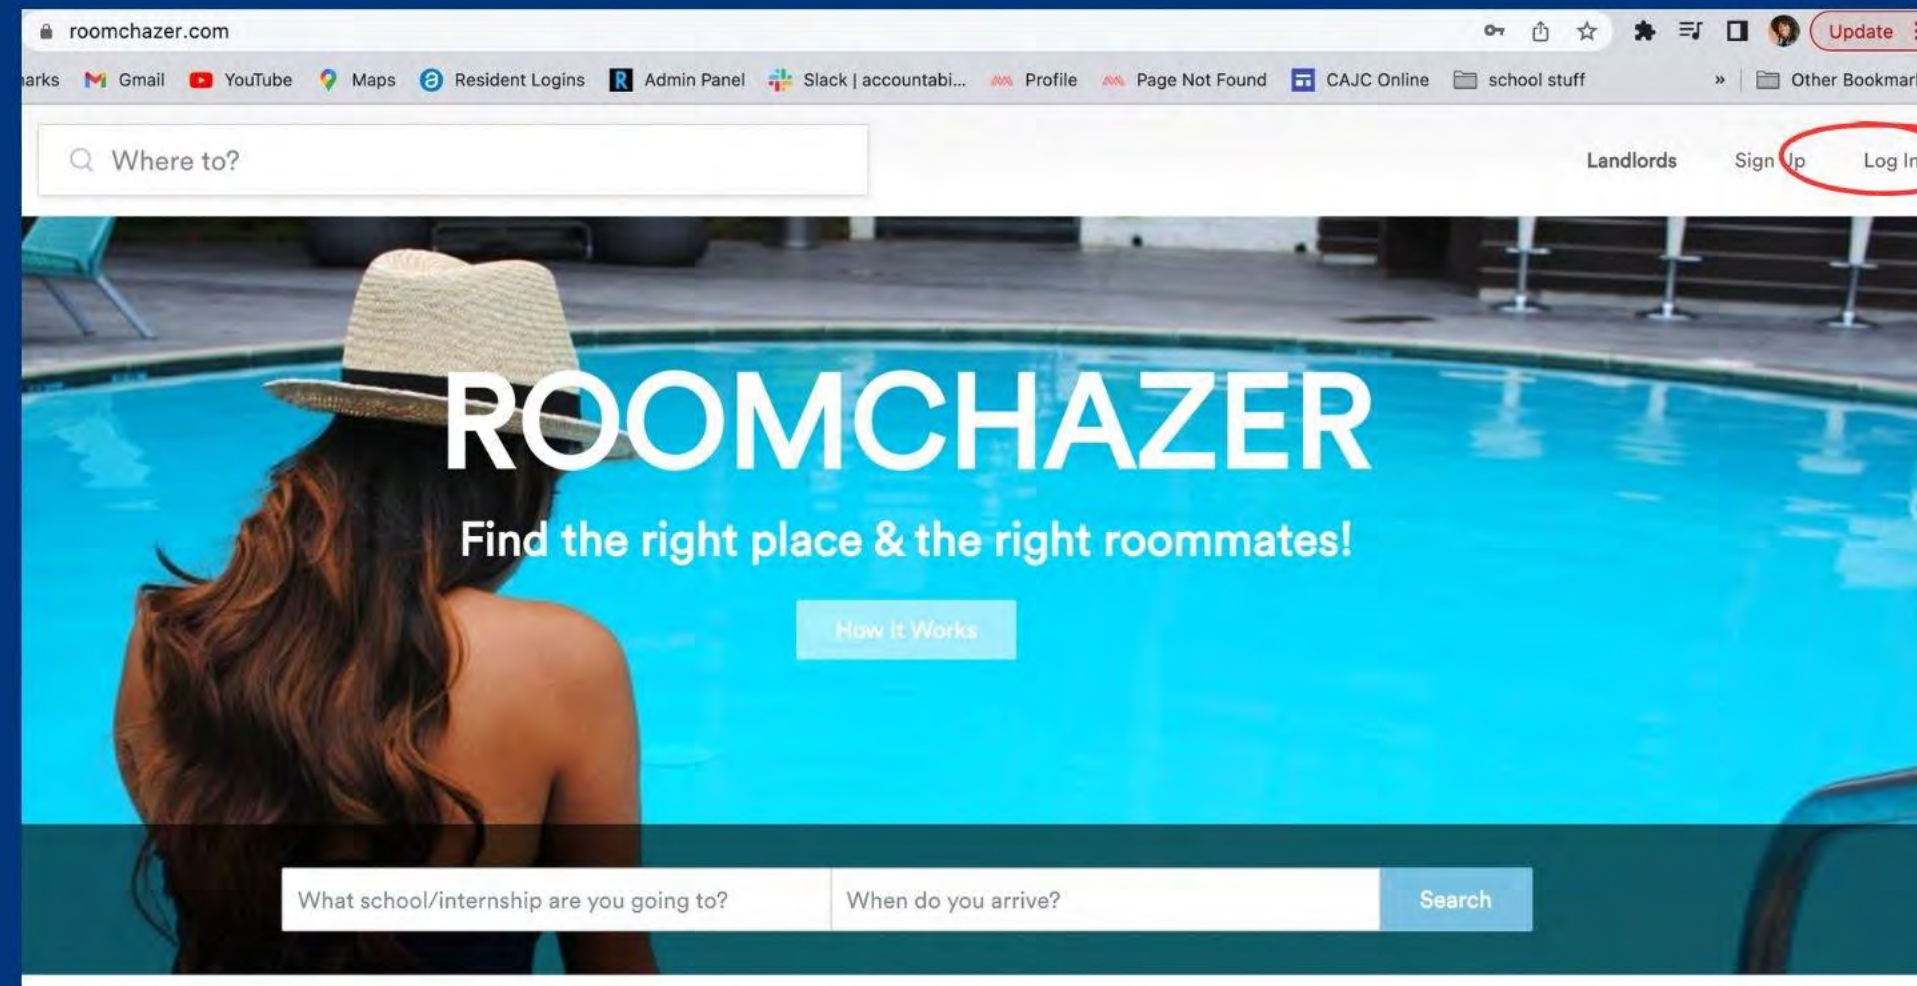 roomchazer.com
Update
arks Gmail YouTube Maps Resident Logins R Admin Panel Slack | accountabi... Profile Page Not Found CAJC Online school stuff » Other Bookmar
Where to? Landlords Sign Up Log In
ROOMCHAZER
Find the right place & the right roommates!
How It Works
What school/internship are you going to? When do you arrive? Search